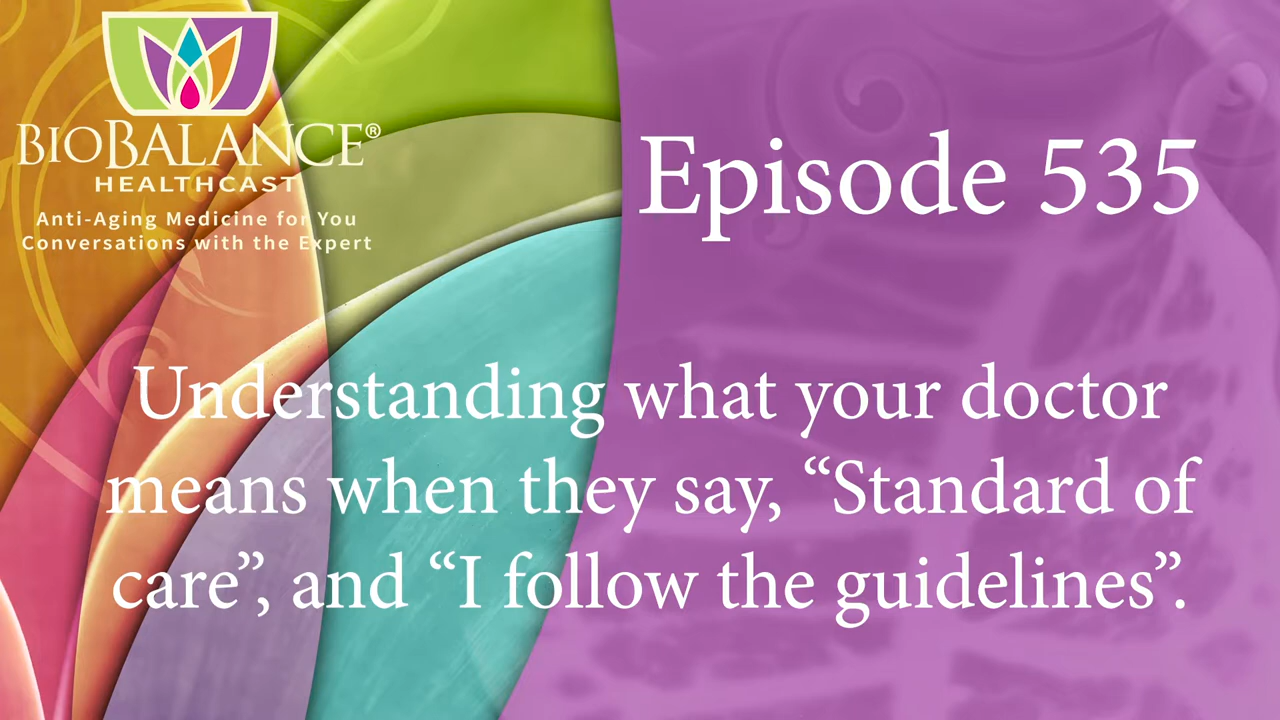 BIOBALANCE®
HEALTHCAST
Anti-Aging Medicine for You
Conversations with the Expert
Episode 535
Understanding what your doctor
means when they say, “Standard of
care”, and “I follow the guidelines”.